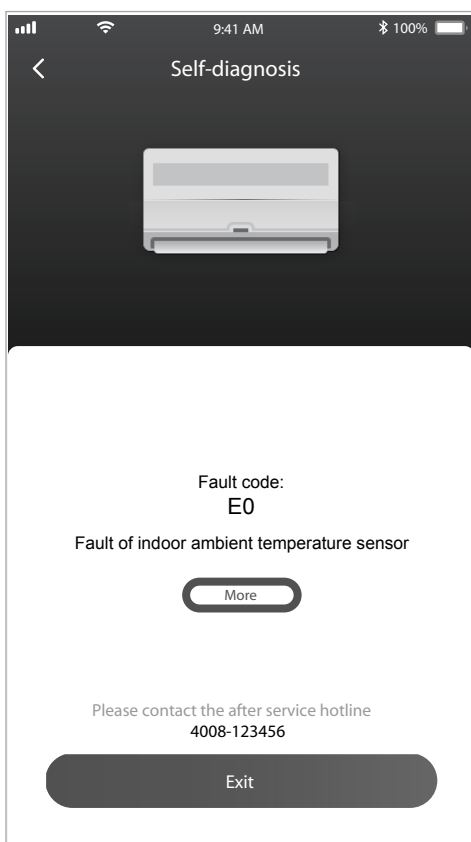 9:41 AM
100%
Self-diagnosis
Fault code:
E0
Fault of indoor ambient temperature sensor
More
Please contact the after service hotline
4008-123456
Exit